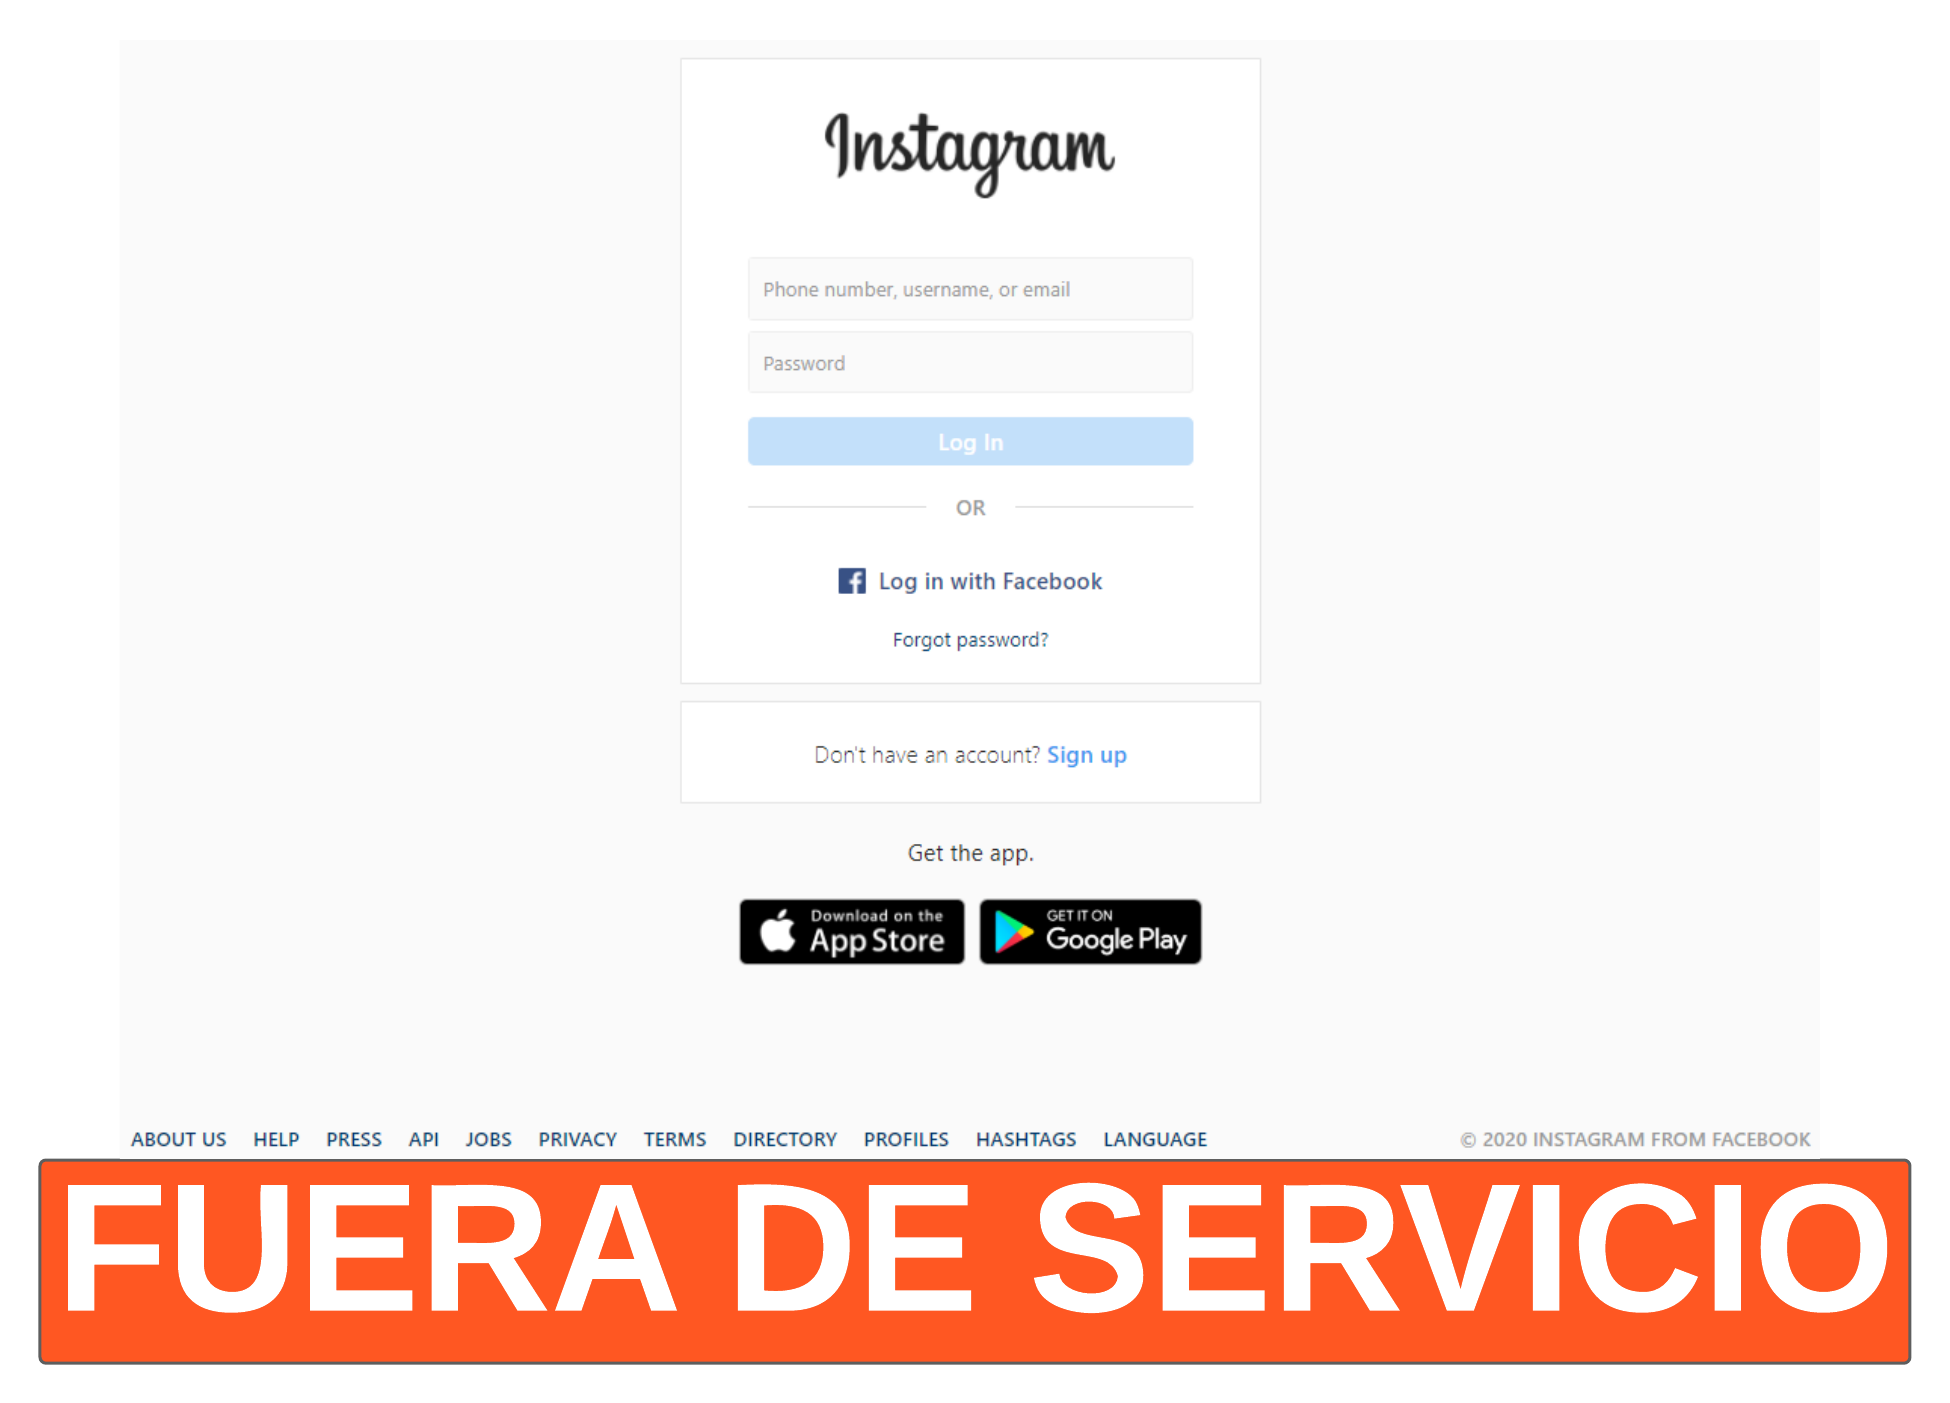 Instagram
Phone number, username, or email
Password
Log In
OR
Log in with Facebook
Forgot password?
Don't have an account? Sign up
Get the app.
Download on the
App Store
GET IT ON
Google Play
ABOUT US HELP PRESS API JOBS PRIVACY TERMS DIRECTORY PROFILES HASHTAGS LANGUAGE © 2020 INSTAGRAM FROM FACEBOOK
FUERA DE SERVICIO